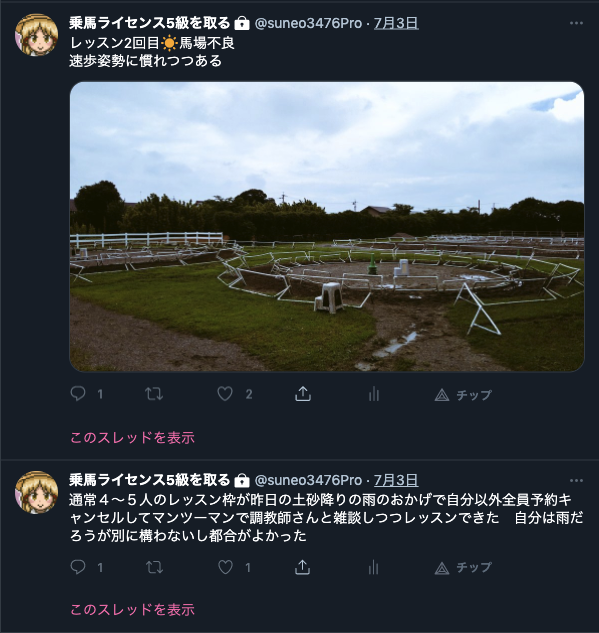 乗馬ライセンス5級を取る @suneo3476Pro · 7月3日
レッスン2回目☀️馬場不良
速歩姿勢に慣れつつある
1 2 チップ
このスレッドを表示
乗馬ライセンス5級を取る @suneo3476Pro · 7月3日
通常４〜５人のレッスン枠が昨日の土砂降りの雨のおかげで自分以外全員予約キ
ャンセルしてマンツーマンで調教師さんと雑談しつつレッスンできた　自分は雨だ
ろうが別に構わないし都合がよかった
1 1 チップ
このスレッドを表示